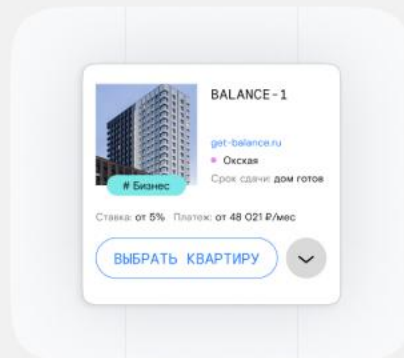 BALANCE-1
get-balance.ru
Окская
Срок сдачи: дом готов
# Бизнес
Ставка: от 5% Платеж: от 48 021 ₽/мес
ВЫБРАТЬ КВАРТИРУ